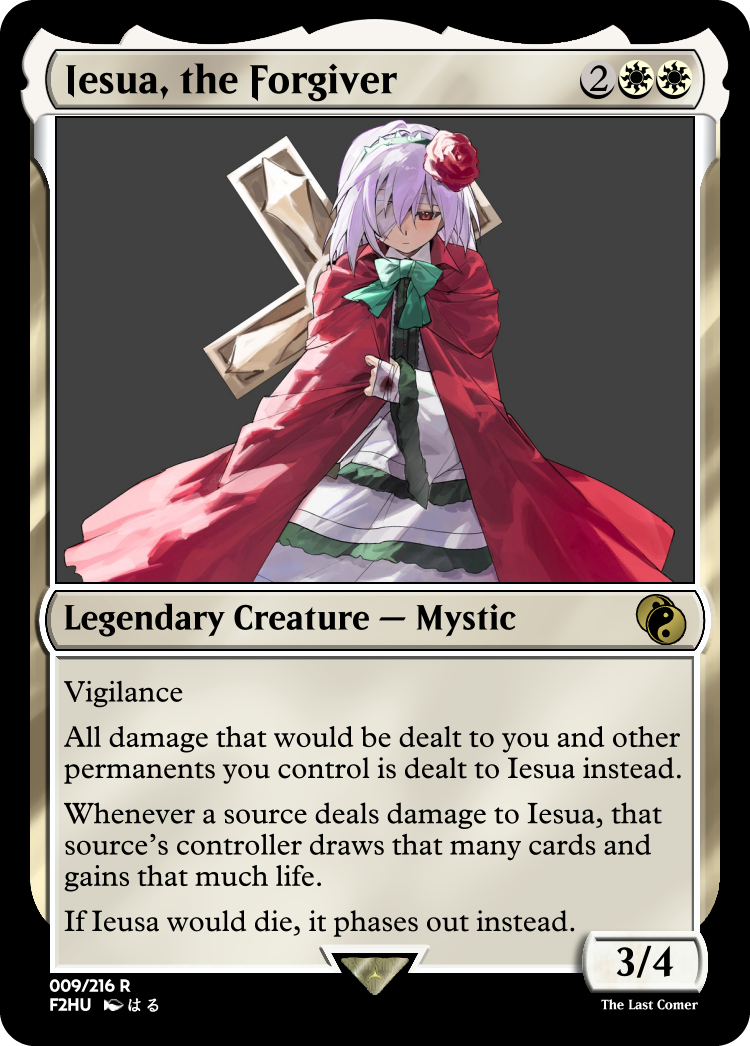 Iesua, the Forgiver 2
Legendary Creature — Mystic
Vigilance
All damage that would be dealt to you and other
permanents you control is dealt to Iesua instead.
Whenever a source deals damage to Iesua, that
source's controller draws that many cards and
gains that much life.
If Ieusa would die, it phases out instead.
3/4
009/216 R
F2HU はる
The Last Comer